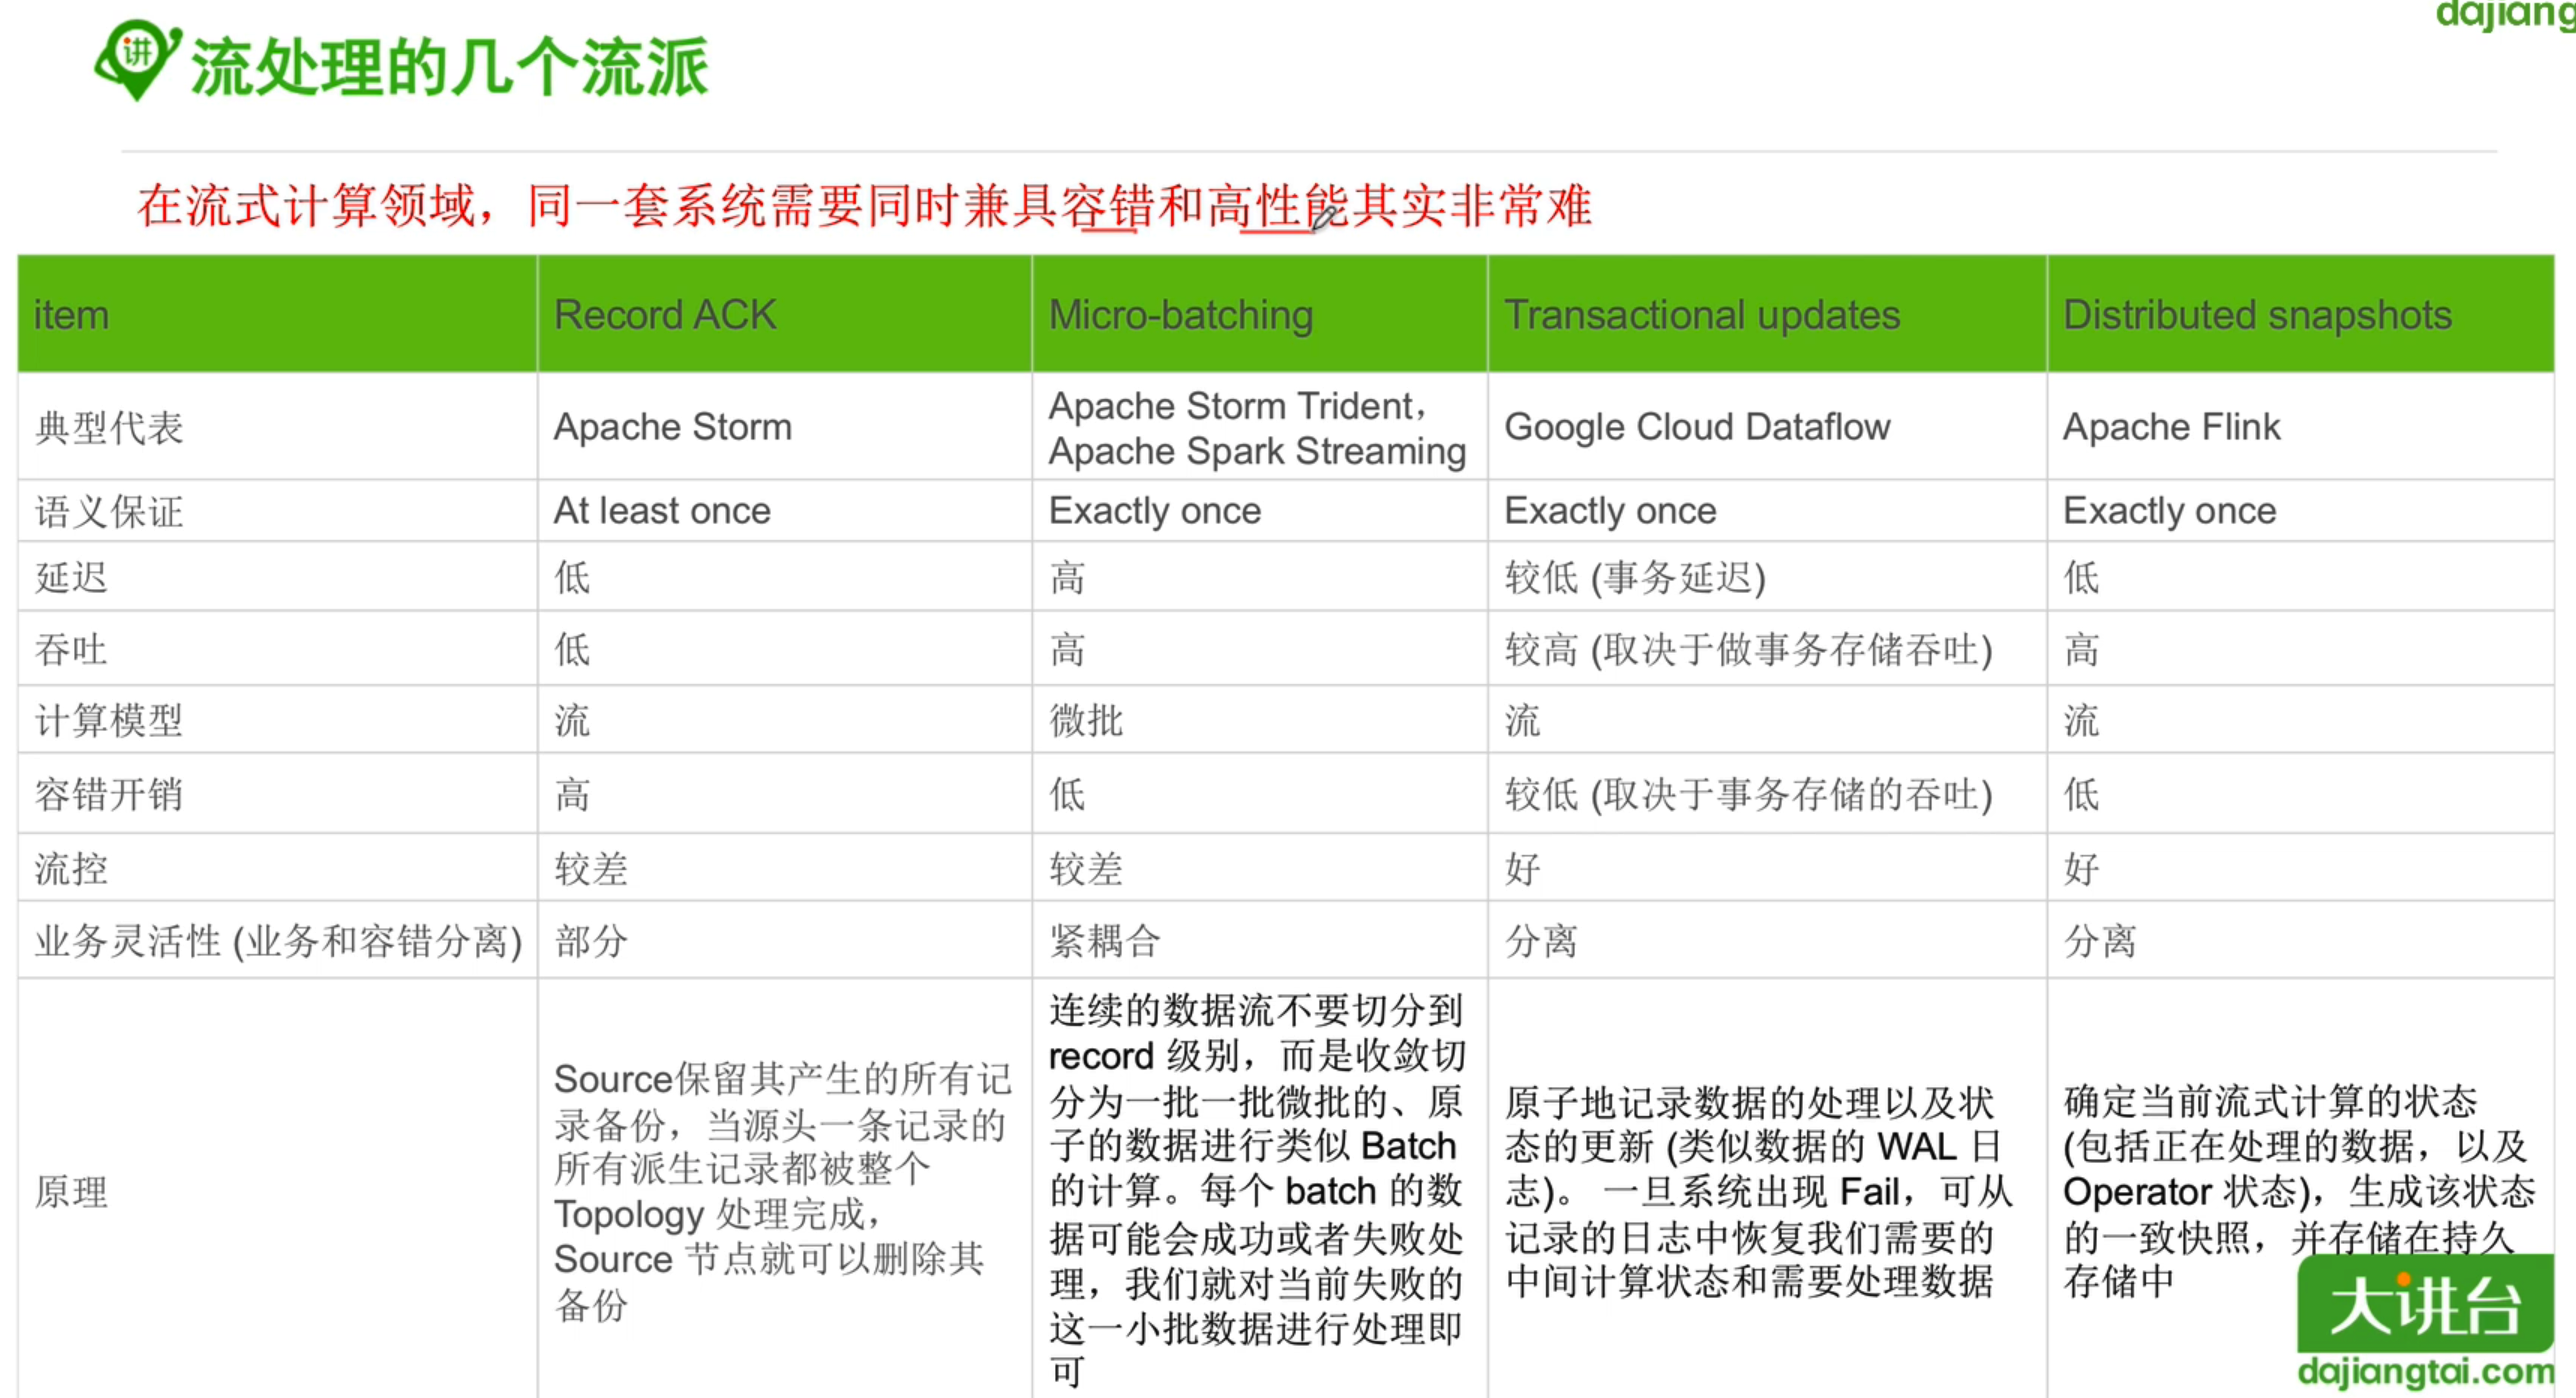 dajiang
讲
流处理的几个流派
在流式计算领域，同一套系统需要同时兼具容错和高性能其实非常难
item
Record ACK
Micro-batching
Transactional updates
Distributed snapshots
典型代表
Apache Storm
Apache Storm Trident，
Apache Spark Streaming
Google Cloud Dataflow
Apache Flink
语义保证
At least once
Exactly once
Exactly once
Exactly once
延迟
低
高
较低 (事务延迟)
低
吞吐
低
高
较高 (取决于做事务存储吞吐)
高
计算模型
流
微批
流
流
容错开销
高
低
较低 (取决于事务存储的吞吐)
低
流控
较差
较差
好
好
业务灵活性 (业务和容错分离)
部分
紧耦合
分离
分离
原理
Source保留其产生的所有记
录备份，当源头一条记录的
所有派生记录都被整个
Topology 处理完成，
Source 节点就可以删除其
备份
连续的数据流不要切分到
record 级别，而是收敛切
分为一批一批微批的、原
子的数据进行类似 Batch
的计算。每个 batch 的数
据可能会成功或者失败处
理，我们就对当前失败的
这一小批数据进行处理即
可
原子地记录数据的处理以及状
态的更新 (类似数据的 WAL 日
志)。 一旦系统出现 Fail，可从
记录的日志中恢复我们需要的
中间计算状态和需要处理数据
确定当前流式计算的状态
(包括正在处理的数据，以及
Operator 状态)，生成该状态
的一致快照，并存储在持久
存储中
大讲台
dajiangtai.com